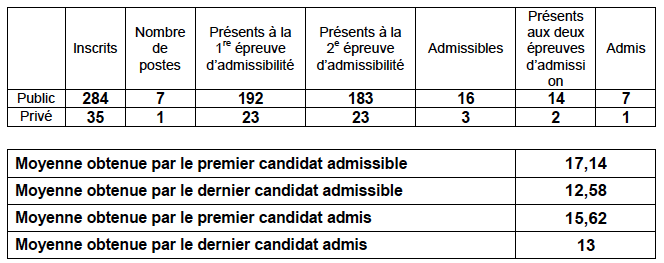 Inscrits
Nombre
de
postes
Présents à la
1re épreuve
d'admissibilité
Présents à la
2e épreuve
d'admissibilité
Admissibles
Présents
aux deux
épreuves
d'admissi
on
Admis
Public 284 7 192 183 16 14 7
Privé 35 1 23 23 3 2 1
Moyenne obtenue par le premier candidat admissible 17,14
Moyenne obtenue par le dernier candidat admissible 12,58
Moyenne obtenue par le premier candidat admis 15,62
Moyenne obtenue par le dernier candidat admis 13